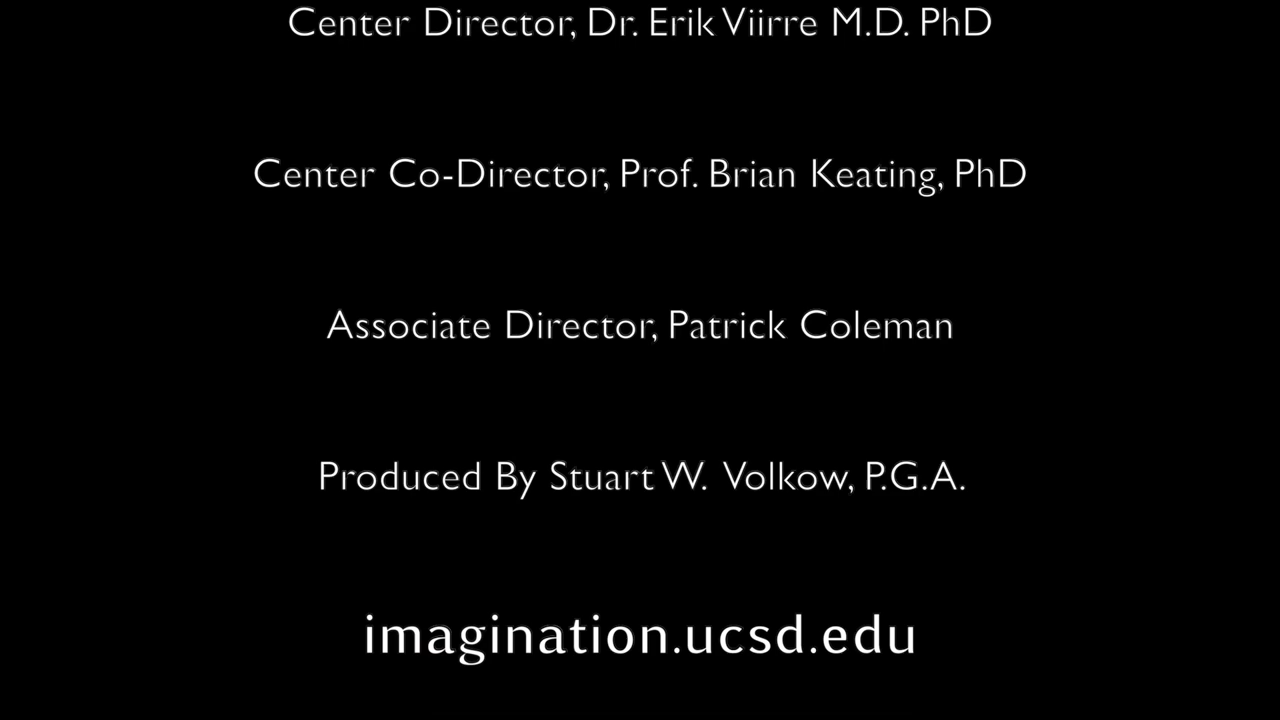 Center Director, Dr. Erik Viirre M.D. PhD
Center Co-Director, Prof. Brian Keating, PhD
Associate Director, Patrick Coleman
Produced By Stuart W. Volkow, P.G.A.
imagination.ucsd.edu